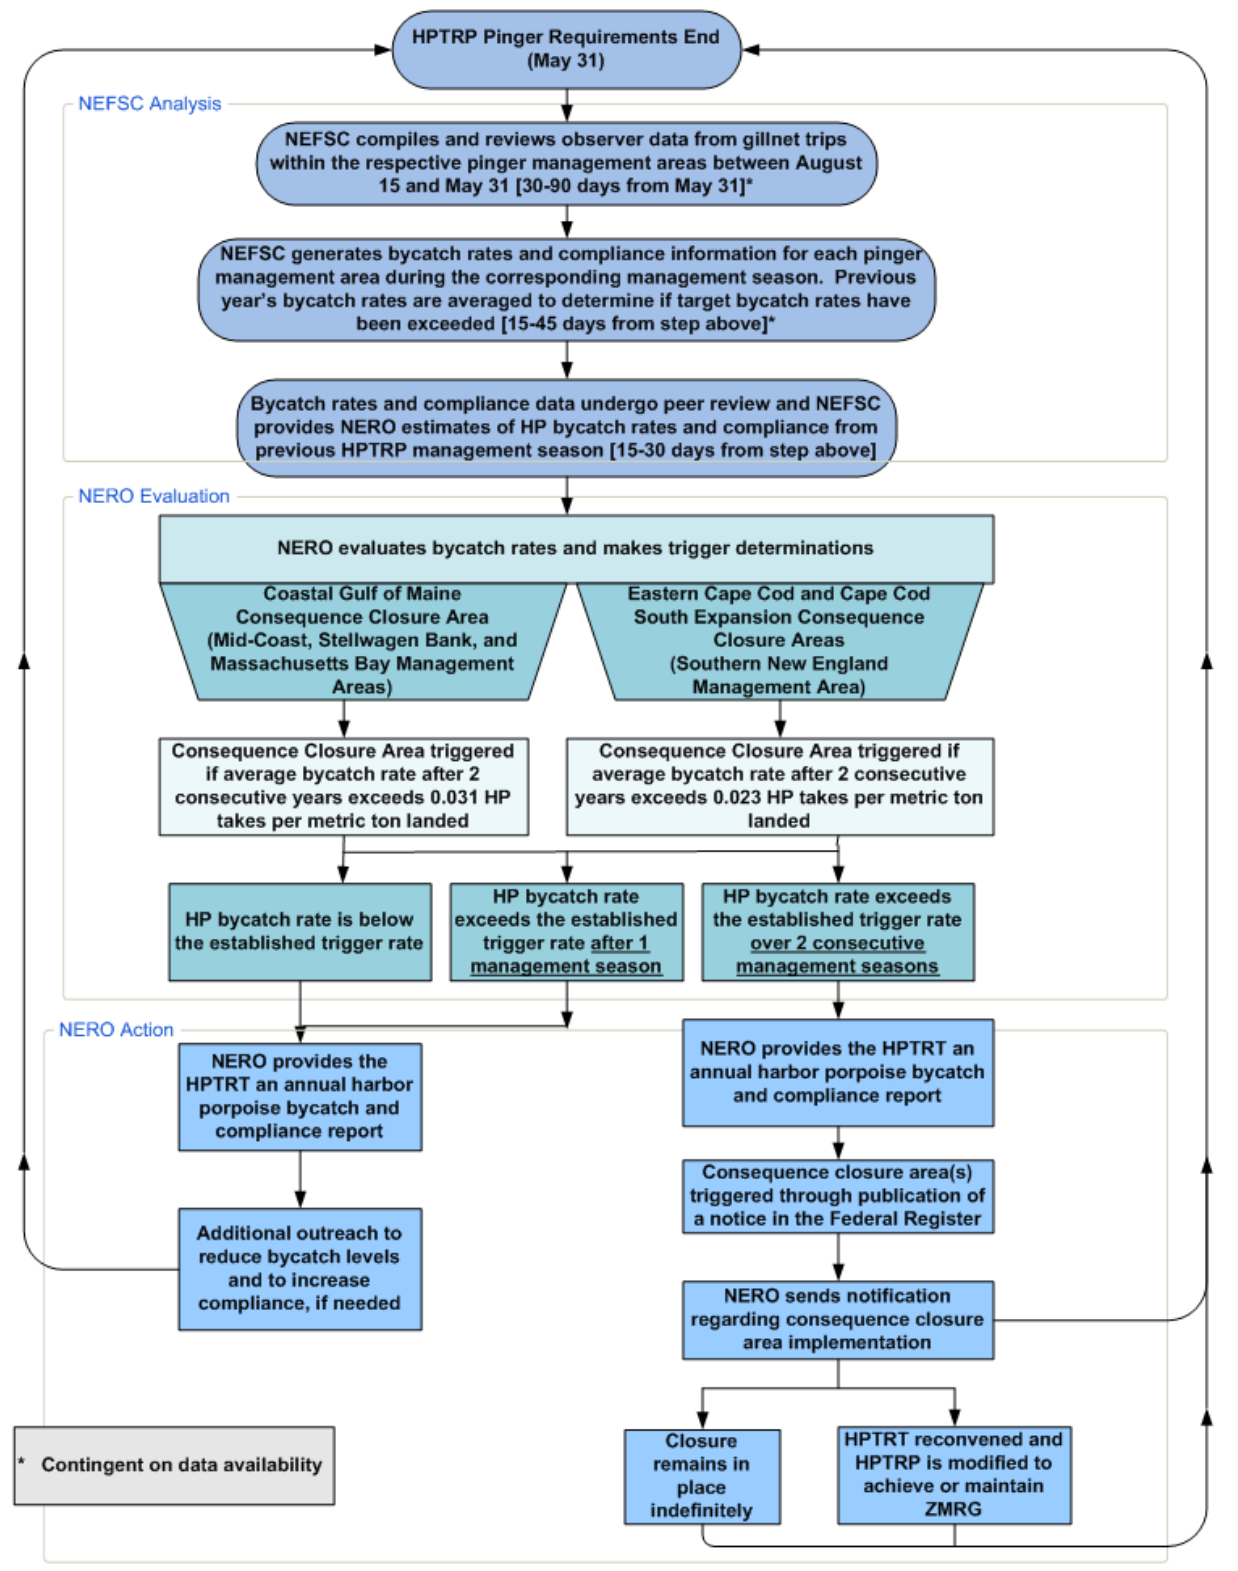 HPTRP Pinger Requirements End
(May 31)
NEFSC Analysis
NEFSC compiles and reviews observer data from gillnet trips
within the respective pinger management areas between August
15 and May 31 [30-90 days from May 31]*
NEFSC generates bycatch rates and compliance information for each pinger
management area during the corresponding management season. Previous
year's bycatch rates are averaged to determine if target bycatch rates have
been exceeded [15-45 days from step above]*
Bycatch rates and compliance data undergo peer review and NEFSC
provides NERO estimates of HP bycatch rates and compliance from
previous HPTRP management season [15-30 days from step above]
NERO Evaluation
NERO evaluates bycatch rates and makes trigger determinations
Coastal Gulf of Maine
Consequence Closure Area
(Mid-Coast, Stellwagen Bank, and
Massachusetts Bay Management
Areas)
Eastern Cape Cod and Cape Cod
South Expansion Consequence
Closure Areas
(Southern New England
Management Area)
Consequence Closure Area triggered
if average bycatch rate after 2
consecutive years exceeds 0.031 HP
takes per metric ton landed
Consequence Closure Area triggered if
average bycatch rate after 2 consecutive
years exceeds 0.023 HP takes per metric ton
landed
HP bycatch rate is below
the established trigger rate
HP bycatch rate
exceeds the established
trigger rate after 1
management season
HP bycatch rate exceeds
the established trigger rate
over 2 consecutive
management seasons
NERO Action
NERO provides the
HPTRT an annual harbor
porpoise bycatch and
compliance report
NERO provides the HPTRT an
annual harbor porpoise bycatch
and compliance report
Consequence closure area(s)
triggered through publication of
a notice in the Federal Register
Additional outreach to
reduce bycatch levels
and to increase
compliance, if needed
NERO sends notification
regarding consequence closure
area implementation
Closure
remains in
place
indefinitely
HPTRT reconvened and
HPTRP is modified to
achieve or maintain
ZMRG
* Contingent on data availability